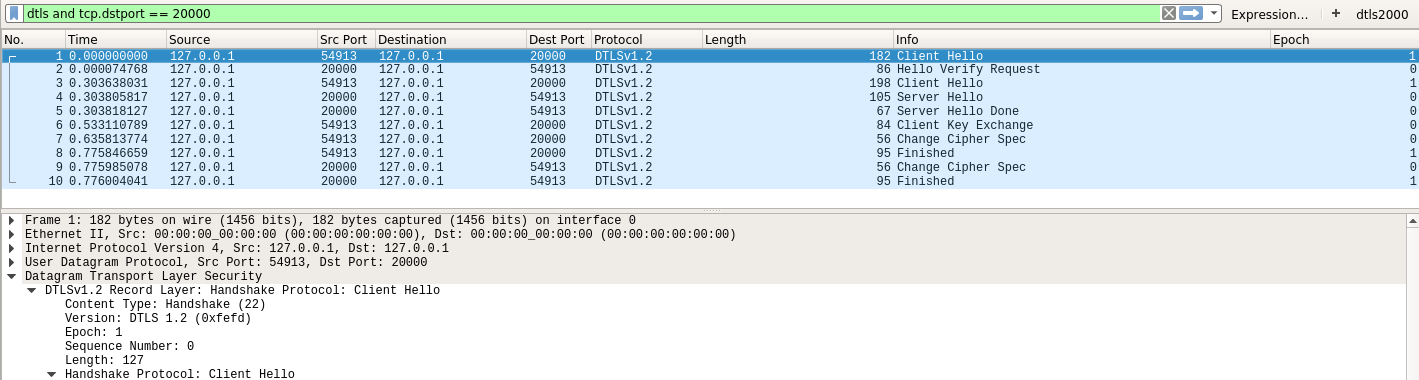 dtls and tcp.dstport == 20000 Expression... + dtls2000
No. Time Source Src Port Destination Dest Port Protocol Length Info Epoch
1 0.000000000 127.0.0.1 54913 127.0.0.1 20000 DTLSv1.2 182 Client Hello 1
2 0.000074768 127.0.0.1 20000 127.0.0.1 54913 DTLSv1.2 86 Hello Verify Request 0
3 0.303638031 127.0.0.1 54913 127.0.0.1 20000 DTLSv1.2 198 Client Hello 1
4 0.303805817 127.0.0.1 20000 127.0.0.1 54913 DTLSv1.2 105 Server Hello 0
5 0.303818127 127.0.0.1 20000 127.0.0.1 54913 DTLSv1.2 67 Server Hello Done 0
6 0.533110789 127.0.0.1 54913 127.0.0.1 20000 DTLSv1.2 84 Client Key Exchange 0
7 0.635813774 127.0.0.1 54913 127.0.0.1 20000 DTLSv1.2 56 Change Cipher Spec 0
8 0.775846659 127.0.0.1 54913 127.0.0.1 20000 DTLSv1.2 95 Finished 1
9 0.775985078 127.0.0.1 20000 127.0.0.1 54913 DTLSv1.2 56 Change Cipher Spec 0
10 0.776004041 127.0.0.1 20000 127.0.0.1 54913 DTLSv1.2 95 Finished 1
Frame 1: 182 bytes on wire (1456 bits), 182 bytes captured (1456 bits) on interface 0
Ethernet II, Src: 00:00:00_00:00:00 (00:00:00:00:00:00), Dst: 00:00:00_00:00:00 (00:00:00:00:00:00)
Internet Protocol Version 4, Src: 127.0.0.1, Dst: 127.0.0.1
User Datagram Protocol, Src Port: 54913, Dst Port: 20000
Datagram Transport Layer Security
DTLSv1.2 Record Layer: Handshake Protocol: Client Hello
Content Type: Handshake (22)
Version: DTLS 1.2 (0xfefd)
Epoch: 1
Sequence Number: 0
Length: 127
Handshake Protocol: Client Hello